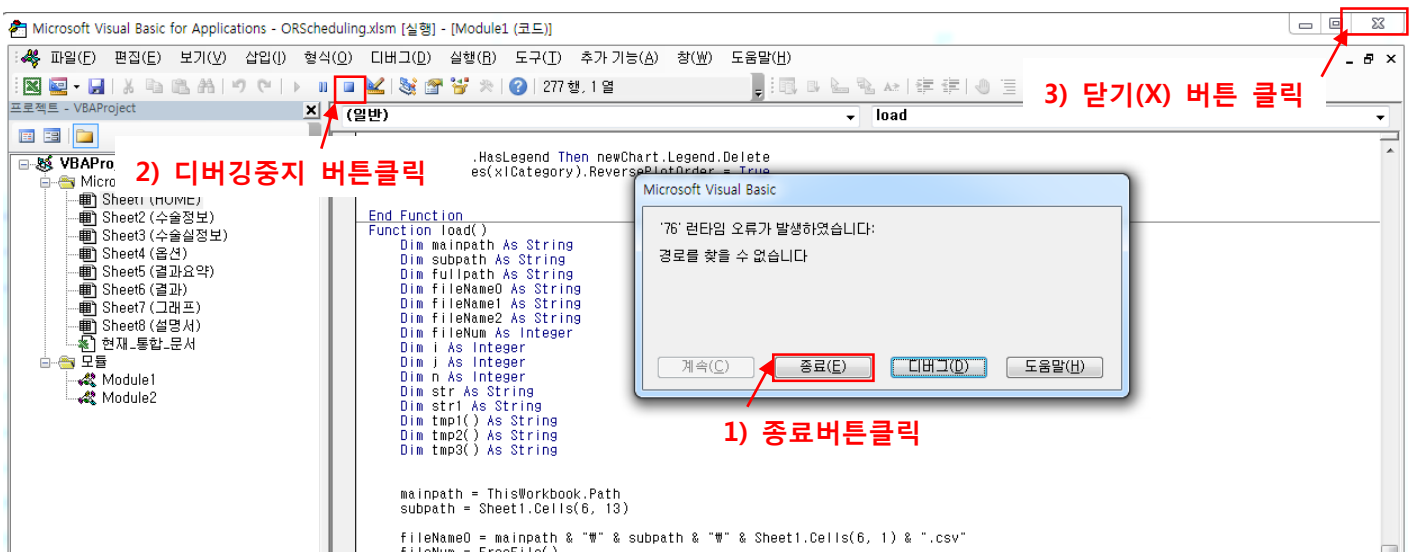 Microsoft Visual Basic for Applications - ORScheduling.xlsm [실행] - [Module1 (코드)]
파일(F) 편집(E) 보기(V) 삽입(I) 형식(O) 디버그(D) 실행(R) 도구(T) 추가 기능(A) 창(W) 도움말(H)
277 행, 1 열
3) 닫기(X) 버튼 클릭
프로젝트 - VBAProject
(일반)
load
2) 디버깅중지 버튼클릭
VBAPro
Micro
Sheet1 (HOME)
Sheet2 (수술정보)
Sheet3 (수술실정보)
Sheet4 (옵션)
Sheet5 (결과요약)
Sheet6 (결과)
Sheet7 (그래프)
Sheet8 (설명서)
현재_통합_문서
모듈
Module1
Module2
.HasLegend Then newChart.Legend.Delete
es(xlCategory).ReversePlotOrder = True
End Function
Function load()
Dim mainpath As String
Dim subpath As String
Dim fullpath As String
Dim fileName0 As String
Dim fileName1 As String
Dim fileName2 As String
Dim fileNum As Integer
Dim i As Integer
Dim j As Integer
Dim n As Integer
Dim str As String
Dim str1 As String
Dim tmp1() As String
Dim tmp2() As String
Dim tmp3() As String
mainpath = ThisWorkbook.Path
subpath = Sheet1.Cells(6, 13)
fileName0 = mainpath & "₩" & subpath & "₩" & Sheet1.Cells(6, 1) & ".csv"
fileNum = FreeFile()
Microsoft Visual Basic
'76' 런타임 오류가 발생하였습니다:
경로를 찾을 수 없습니다
계속(C) 종료(E) 디버그(D) 도움말(H)
1) 종료버튼클릭